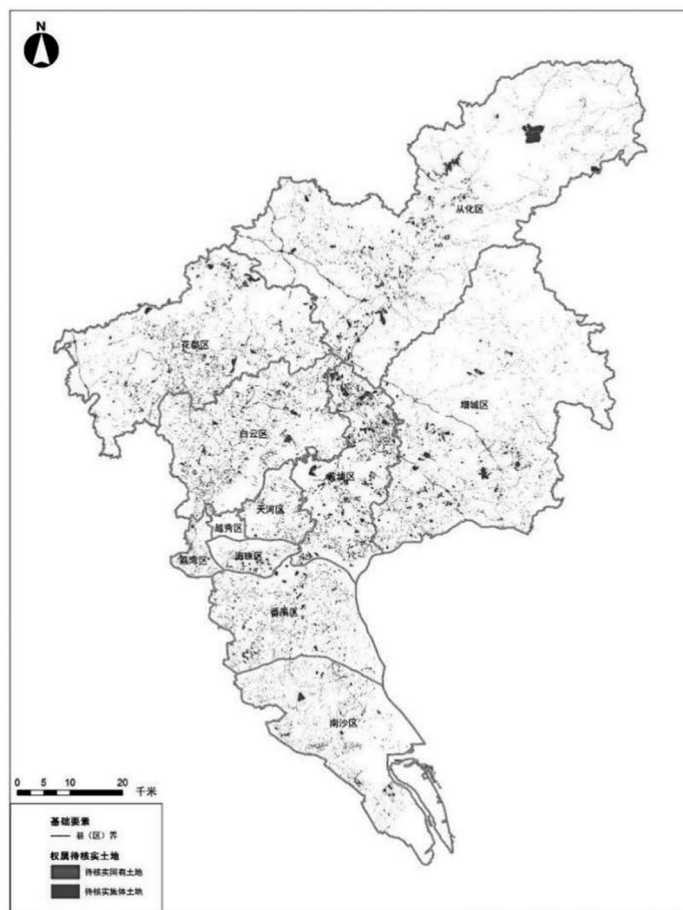 N
从化区
花都区
增城区
白云区
黄埔区
天河区
越秀区
荔湾区
海珠区
番禺区
南沙区
0 5 10 20
千米
基础要素
县（区）界
权属待核实土地
待核实国有土地
待核实集体土地